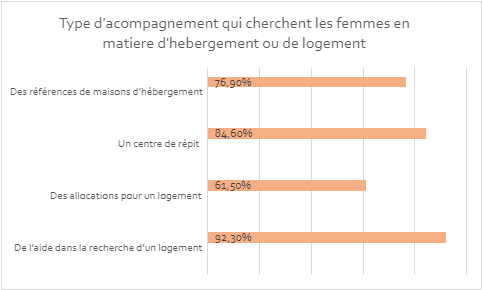 Type d'acompagnement qui cherchent les femmes en
matiere d'hebergement ou de logement
Des références de maisons d'hébergement
76,90%
Un centre de répit
84,60%
Des allocations pour un logement
61,50%
De l'aide dans la recherche d'un logement
92,30%